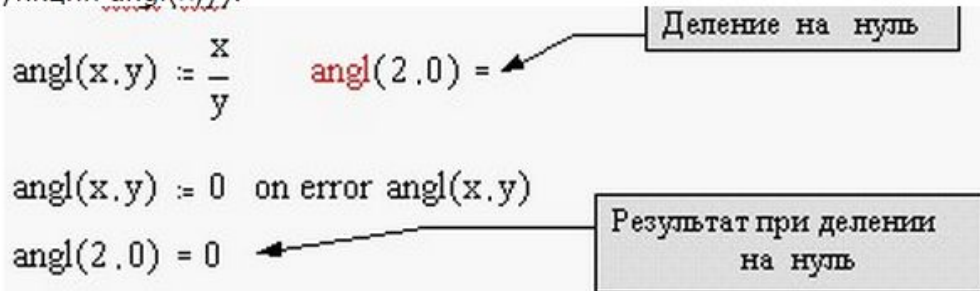 Деление на нуль
angl(x,y) := x/y angl(2,0) =
angl(x,y) := 0 on error angl(x,y)
Результат при делении
на нуль
angl(2,0) = 0